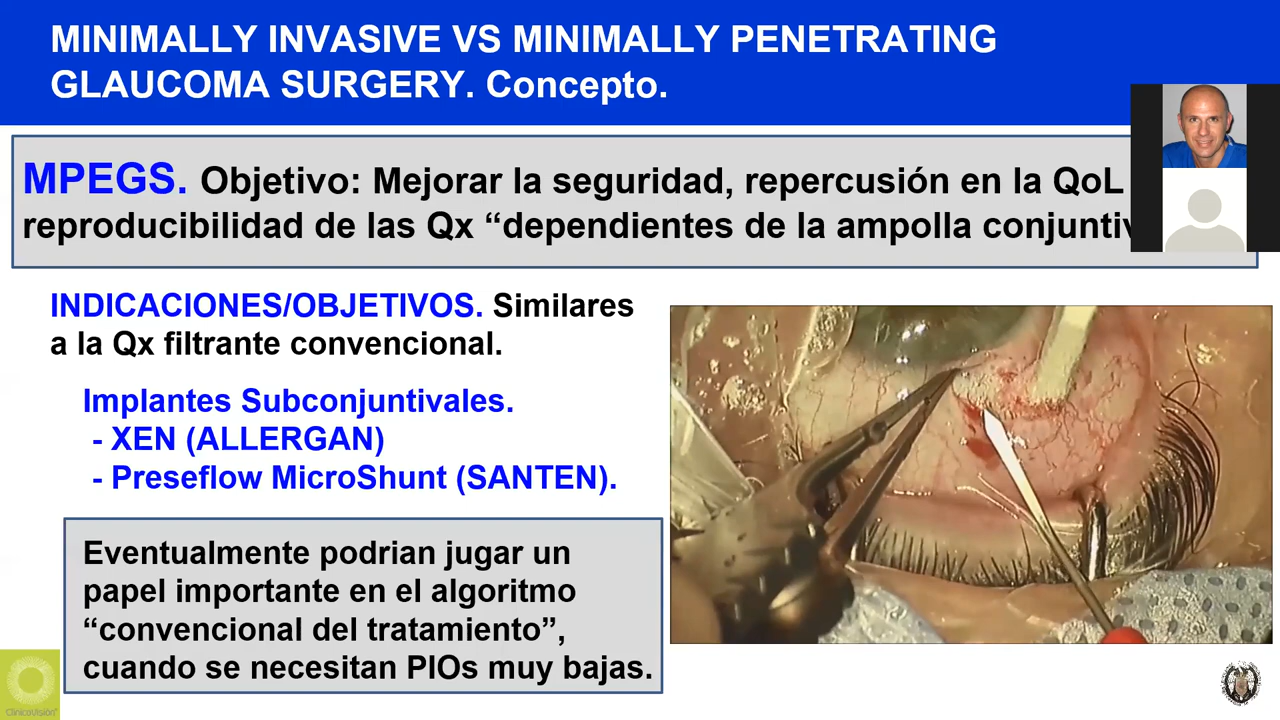 MINIMALLY INVASIVE VS MINIMALLY PENETRATING
GLAUCOMA SURGERY. Concepto.
MPEGS. Objetivo: Mejorar la seguridad, repercusión en la QoL
reproducibilidad de las Qx “dependientes de la ampolla
INDICACIONES/OBJETIVOS. Similares
a la Qx filtrante convencional.
Implantes Subconjuntivales.
- XEN (ALLERGAN)
- Preseflow MicroShunt (SANTEN).
Eventualmente podrian jugar un
papel importante en el algoritmo
“convencional del tratamiento”,
cuando se necesitan PIOs muy bajas.
ClínicoVisión